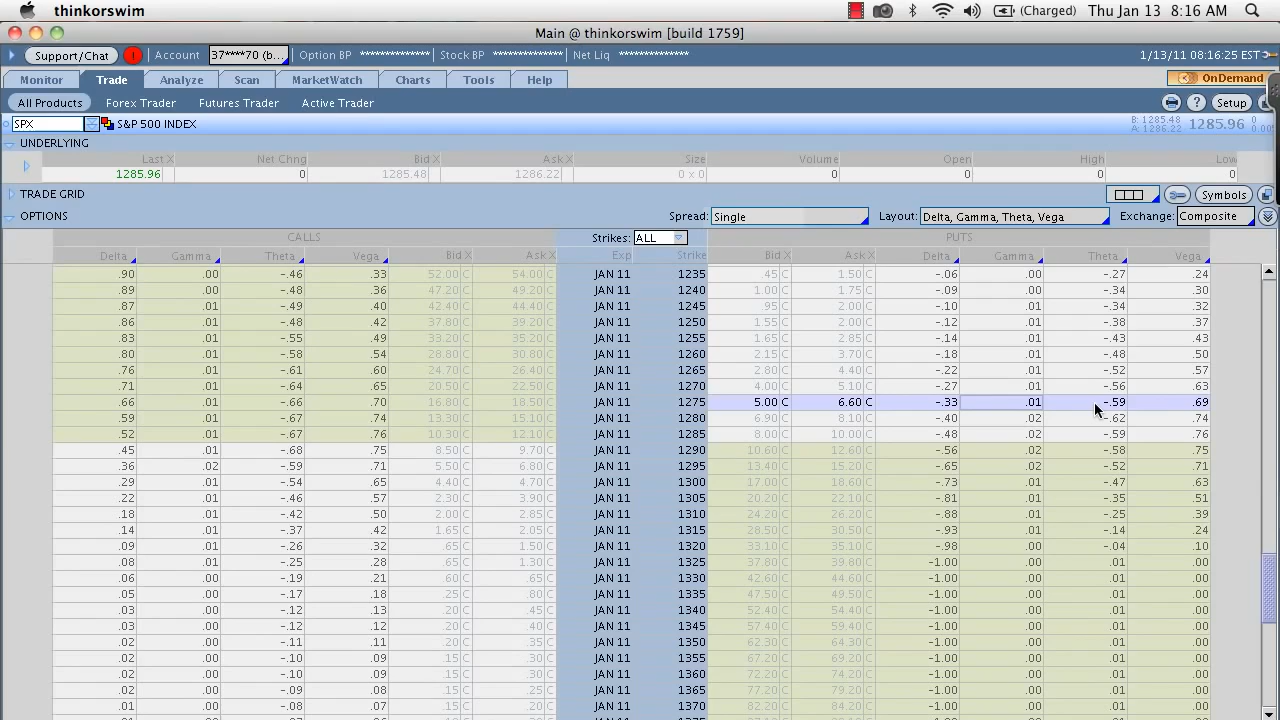 thinkorswim (Charged) Thu Jan 13 8:16 AM
Main @ thinkorswim [build 1759]
Support/Chat ! Account 37****70 (b... Option BP ************** Stock BP ************** Net Liq ************** 1/13/11 08:16:25 EST
Monitor Trade Analyze Scan MarketWatch Charts Tools Help OnDemand
All Products Forex Trader Futures Trader Active Trader ? Setup
SPX S&P 500 INDEX B: 1285.48 A: 1286.22 1285.96 0
UNDERLYING
Last X Net Chng Bid X Ask X Size Volume Open High Low
1285.96 0 1285.48 1286.22 0 x 0 0 0 0 0
TRADE GRID Symbols
OPTIONS Spread: Single Layout: Delta, Gamma, Theta, Vega Exchange: Composite
CALLS Strikes: ALL PUTS
Delta Gamma Theta Vega Bid X Ask X Exp Strike Bid X Ask X Delta Gamma Theta Vega
.90 .00 -.46 .33 52.00 C 54.00 C JAN 11 1235 .45 C 1.50 C -.06 .00 -.27 .24
.89 .00 -.48 .36 47.20 C 49.20 C JAN 11 1240 1.00 C 1.75 C -.09 .00 -.34 .30
.87 .01 -.49 .40 42.40 C 44.40 C JAN 11 1245 .95 C 2.00 C -.10 .01 -.34 .32
.86 .01 -.48 .42 37.80 C 39.20 C JAN 11 1250 1.55 C 2.00 C -.12 .01 -.38 .37
.83 .01 -.55 .49 33.20 C 35.20 C JAN 11 1255 1.65 C 2.85 C -.14 .01 -.43 .43
.80 .01 -.58 .54 28.80 C 30.80 C JAN 11 1260 2.15 C 3.70 C -.18 .01 -.48 .50
.76 .01 -.61 .60 24.70 C 26.40 C JAN 11 1265 2.80 C 4.40 C -.22 .01 -.52 .57
.71 .01 -.64 .65 20.50 C 22.50 C JAN 11 1270 4.00 C 5.10 C -.27 .01 -.56 .63
.66 .01 -.66 .70 16.80 C 18.50 C JAN 11 1275 5.00 C 6.60 C -.33 .01 -.59 .69
.59 .01 -.67 .74 13.30 C 15.10 C JAN 11 1280 6.90 C 8.10 C -.40 .02 -.62 .74
.52 .01 -.67 .76 10.30 C 12.10 C JAN 11 1285 8.00 C 10.00 C -.48 .02 -.59 .76
.45 .01 -.68 .75 8.50 C 9.70 C JAN 11 1290 10.60 C 12.60 C -.56 .02 -.58 .75
.36 .02 -.59 .71 5.50 C 6.80 C JAN 11 1295 13.40 C 15.20 C -.65 .02 -.52 .71
.29 .01 -.54 .65 4.40 C 4.70 C JAN 11 1300 17.00 C 18.60 C -.73 .02 -.47 .63
.22 .01 -.46 .57 2.30 C 3.90 C JAN 11 1305 20.20 C 22.10 C -.81 .02 -.35 .51
.18 .01 -.42 .50 2.00 C 2.85 C JAN 11 1310 24.20 C 26.20 C -.88 .01 -.25 .39
.14 .01 -.37 .42 1.65 C 2.05 C JAN 11 1315 28.50 C 30.50 C -.93 .01 -.14 .24
.09 .01 -.26 .32 .65 C 1.50 C JAN 11 1320 33.10 C 35.10 C -.98 .00 -.04 .10
.08 .01 -.25 .28 .65 C 1.30 C JAN 11 1325 37.80 C 39.80 C -1.00 .00 .01 .00
.06 .00 -.19 .21 .60 C .65 C JAN 11 1330 42.60 C 44.60 C -1.00 .00 .01 .00
.05 .00 -.17 .18 .25 C .80 C JAN 11 1335 47.50 C 49.50 C -1.00 .00 .01 .00
.03 .00 -.12 .13 .20 C .45 C JAN 11 1340 52.40 C 54.40 C -1.00 .00 .01 .00
.03 .00 -.12 .12 .20 C .40 C JAN 11 1345 57.40 C 59.40 C -1.00 .00 .01 .00
.02 .00 -.11 .11 .20 C .35 C JAN 11 1350 62.30 C 64.30 C -1.00 .00 .01 .00
.02 .00 -.10 .09 .15 C .30 C JAN 11 1355 67.20 C 69.20 C -1.00 .00 .01 .00
.02 .00 -.10 .09 .15 C .30 C JAN 11 1360 72.20 C 74.20 C -1.00 .00 .01 .00
.02 .00 -.09 .08 .15 C .25 C JAN 11 1365 77.20 C 79.20 C -1.00 .00 .01 .00
.01 .00 -.08 .07 .15 C .20 C JAN 11 1370 82.20 C 84.20 C -1.00 .00 .01 .00